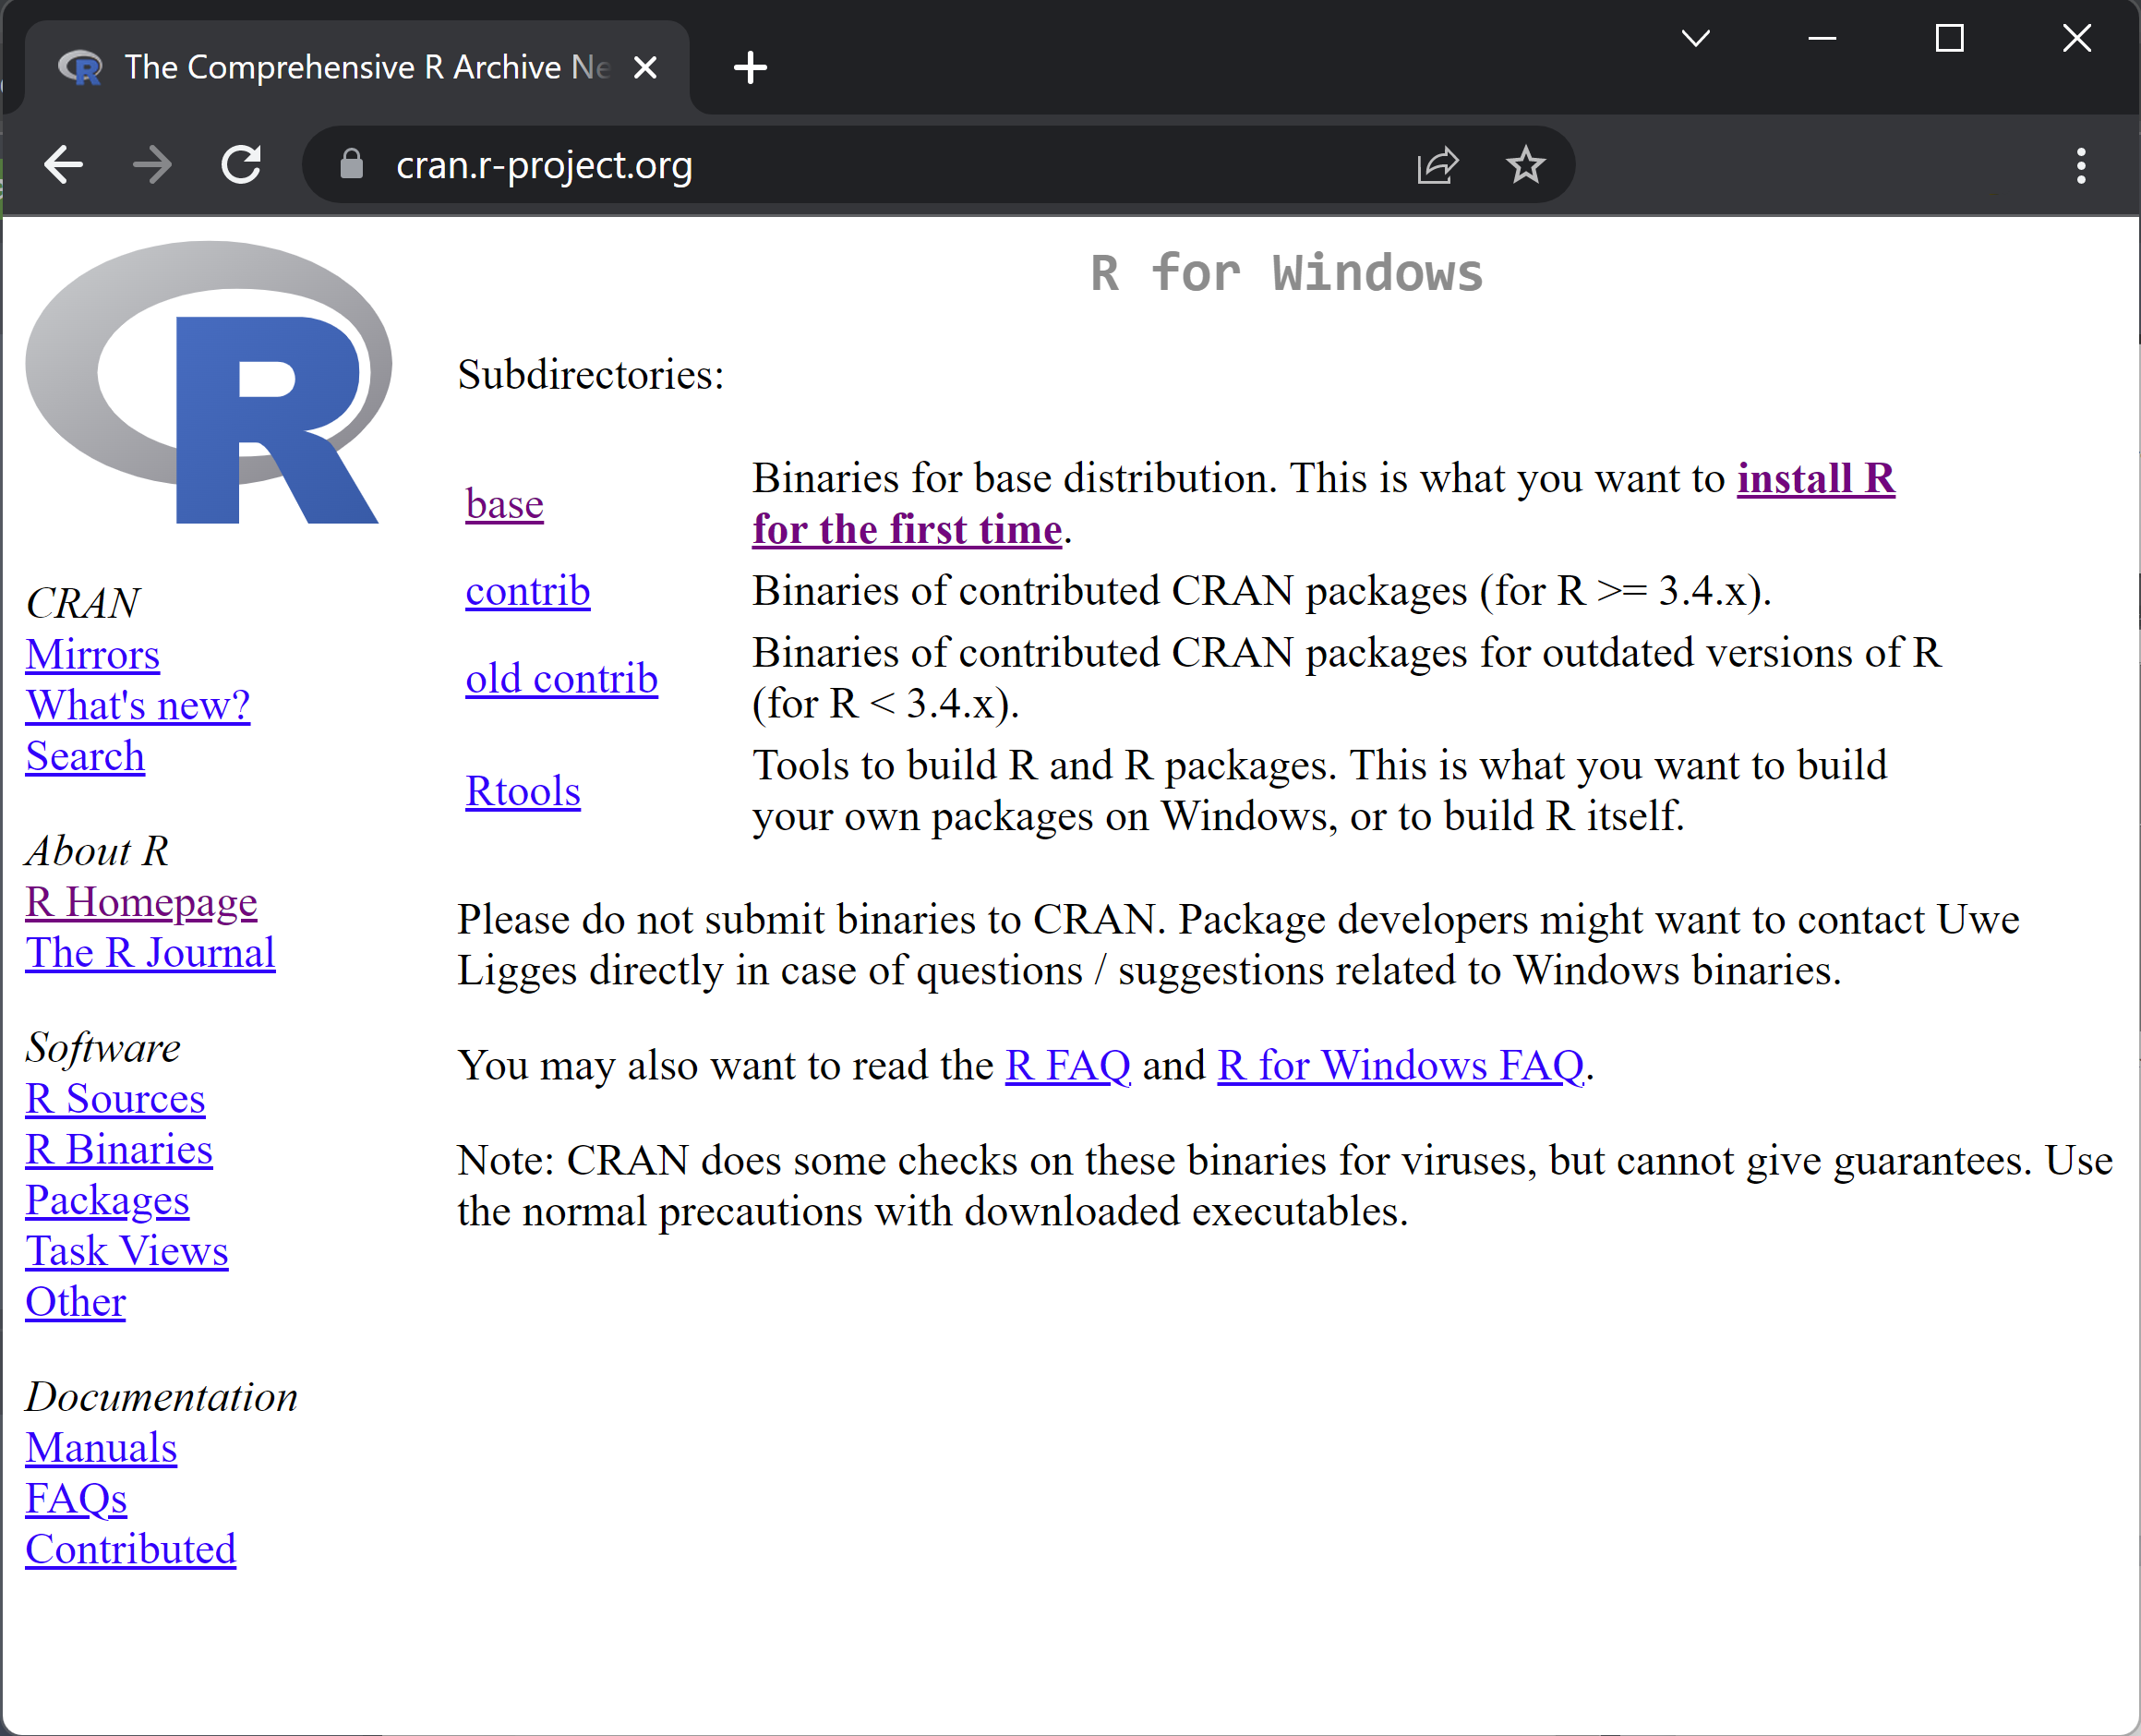 The Comprehensive R Archive Ne
cran.r-project.org
R
R for Windows
Subdirectories:
base
Binaries for base distribution. This is what you want to install R
for the first time.
contrib
Binaries of contributed CRAN packages (for R >= 3.4.x).
old contrib
Binaries of contributed CRAN packages for outdated versions of R
(for R < 3.4.x).
Rtools
Tools to build R and R packages. This is what you want to build
your own packages on Windows, or to build R itself.
Please do not submit binaries to CRAN. Package developers might want to contact Uwe
Ligges directly in case of questions / suggestions related to Windows binaries.
You may also want to read the R FAQ and R for Windows FAQ.
Note: CRAN does some checks on these binaries for viruses, but cannot give guarantees. Use
the normal precautions with downloaded executables.
CRAN
Mirrors
What's new?
Search
About R
R Homepage
The R Journal
Software
R Sources
R Binaries
Packages
Task Views
Other
Documentation
Manuals
FAQs
Contributed